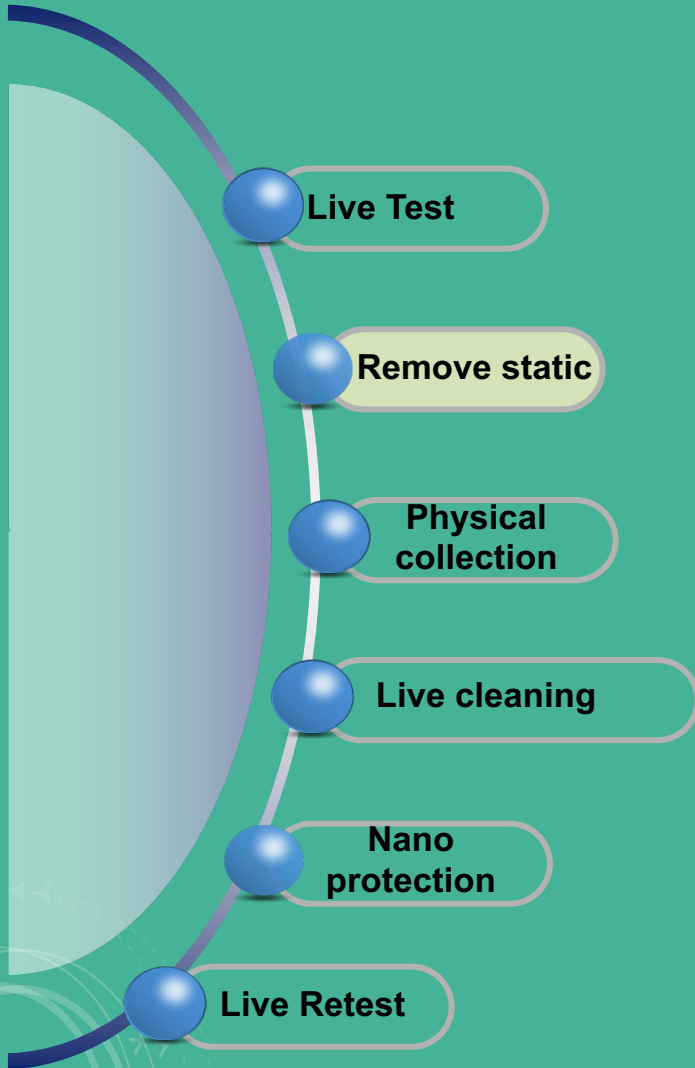 Live Test
Remove static
Physical
collection
Live cleaning
Nano
protection
Live Retest